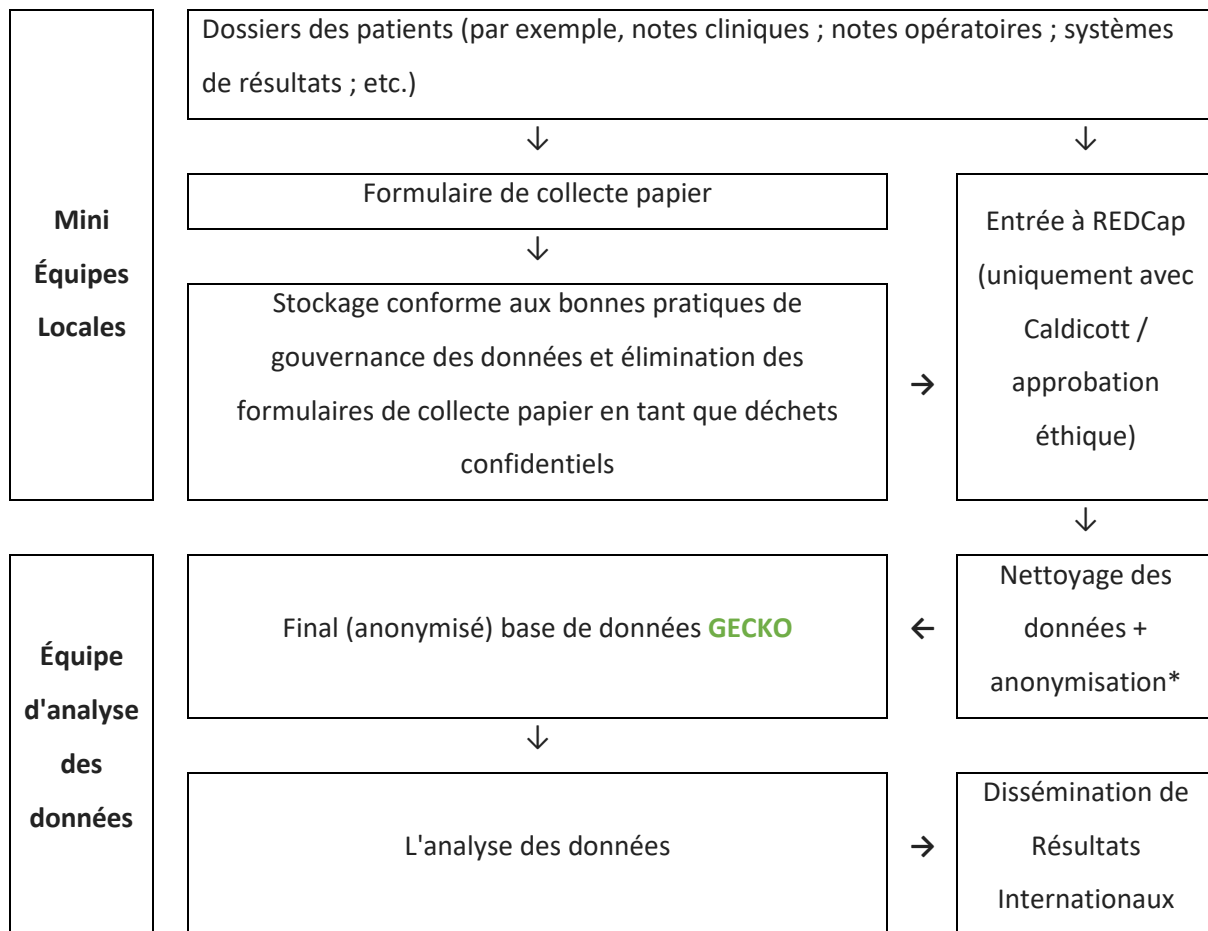 Dossiers des patients (par exemple, notes cliniques ; notes opératoires ; systèmes
de résultats ; etc.)
↓
↓
Mini
Équipes
Locales
Formulaire de collecte papier
↓
Stockage conforme aux bonnes pratiques de
gouvernance des données et élimination des
formulaires de collecte papier en tant que déchets
confidentiels
→
Entrée à REDCap
(uniquement avec
Caldicott /
approbation
éthique)
↓
Équipe
d'analyse
des
données
Nettoyage des
données +
anonymisation*
←
Final (anonymisé) base de données GECKO
↓
L'analyse des données
→
Dissémination de
Résultats
Internationaux